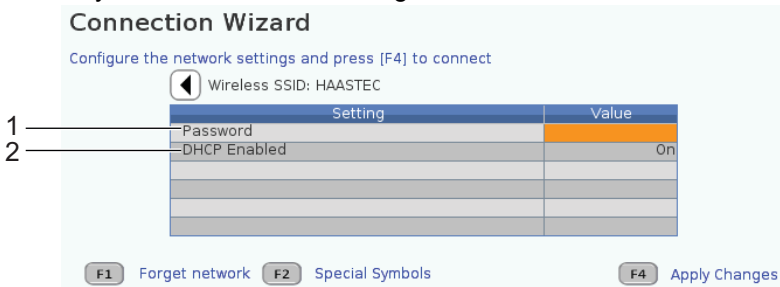 Connection Wizard
Configure the network settings and press [F4] to connect
Wireless SSID: HAASTEC
Setting Value
1 Password
2 DHCP Enabled On
F1 Forget network F2 Special Symbols F4 Apply Changes